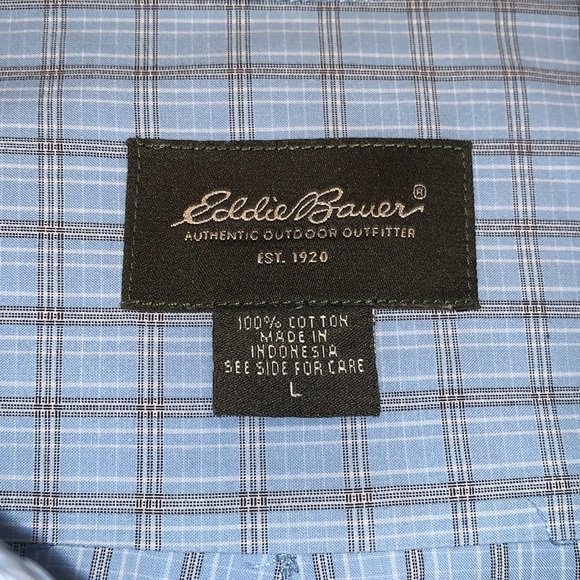 Eddie Bauer®
AUTHENTIC OUTDOOR OUTFITTER
EST. 1920
100% COTTON
MADE IN
INDONESIA
SEE SIDE FOR CARE
L